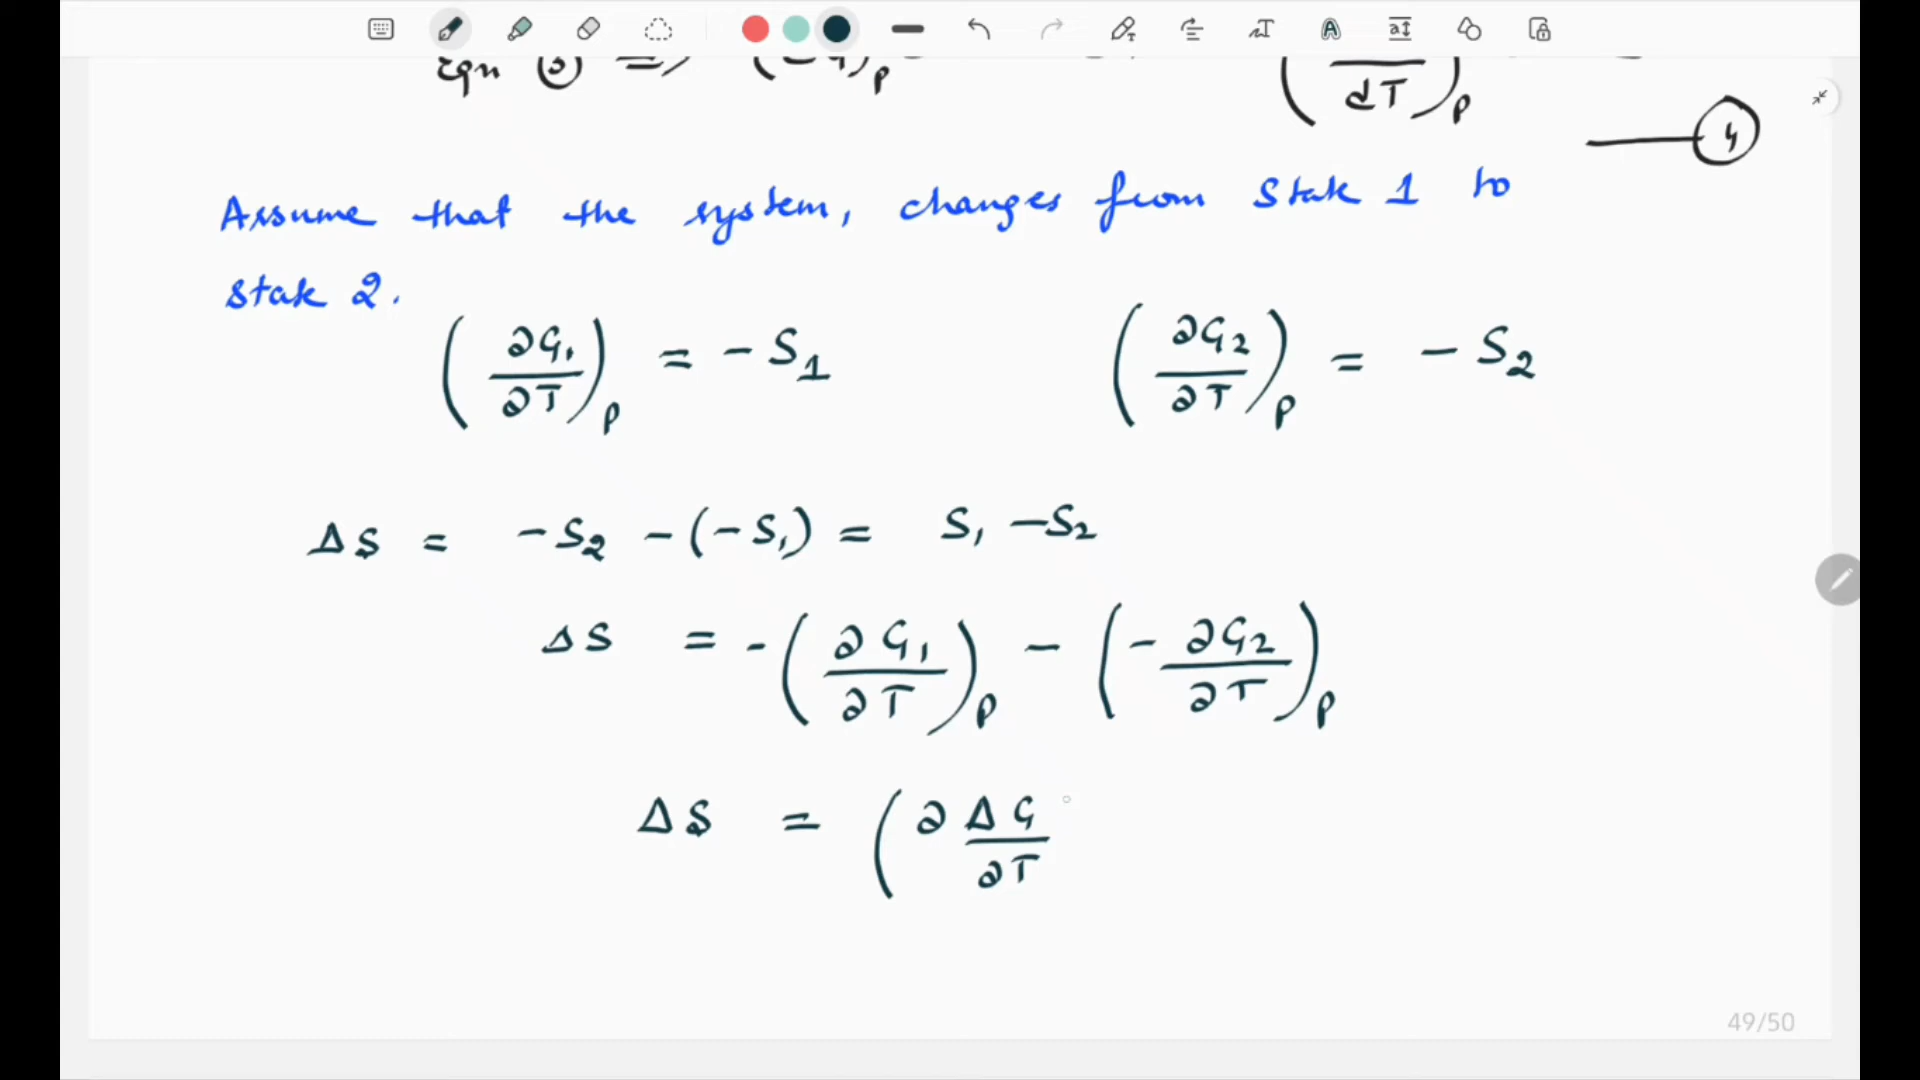 Eqn (3) =>
( dT )P
(4)
Assume that the system, changes from state 1 to
state 2.
(∂G₁/∂T)P = -S1 (∂G2/∂T)P = -S2
ΔS = -S2 -(-S₁) = S₁ -S2
ΔS = -(∂G₁/∂T)P - (-∂G2/∂T)P
ΔS = (∂ΔG/∂T
49/50